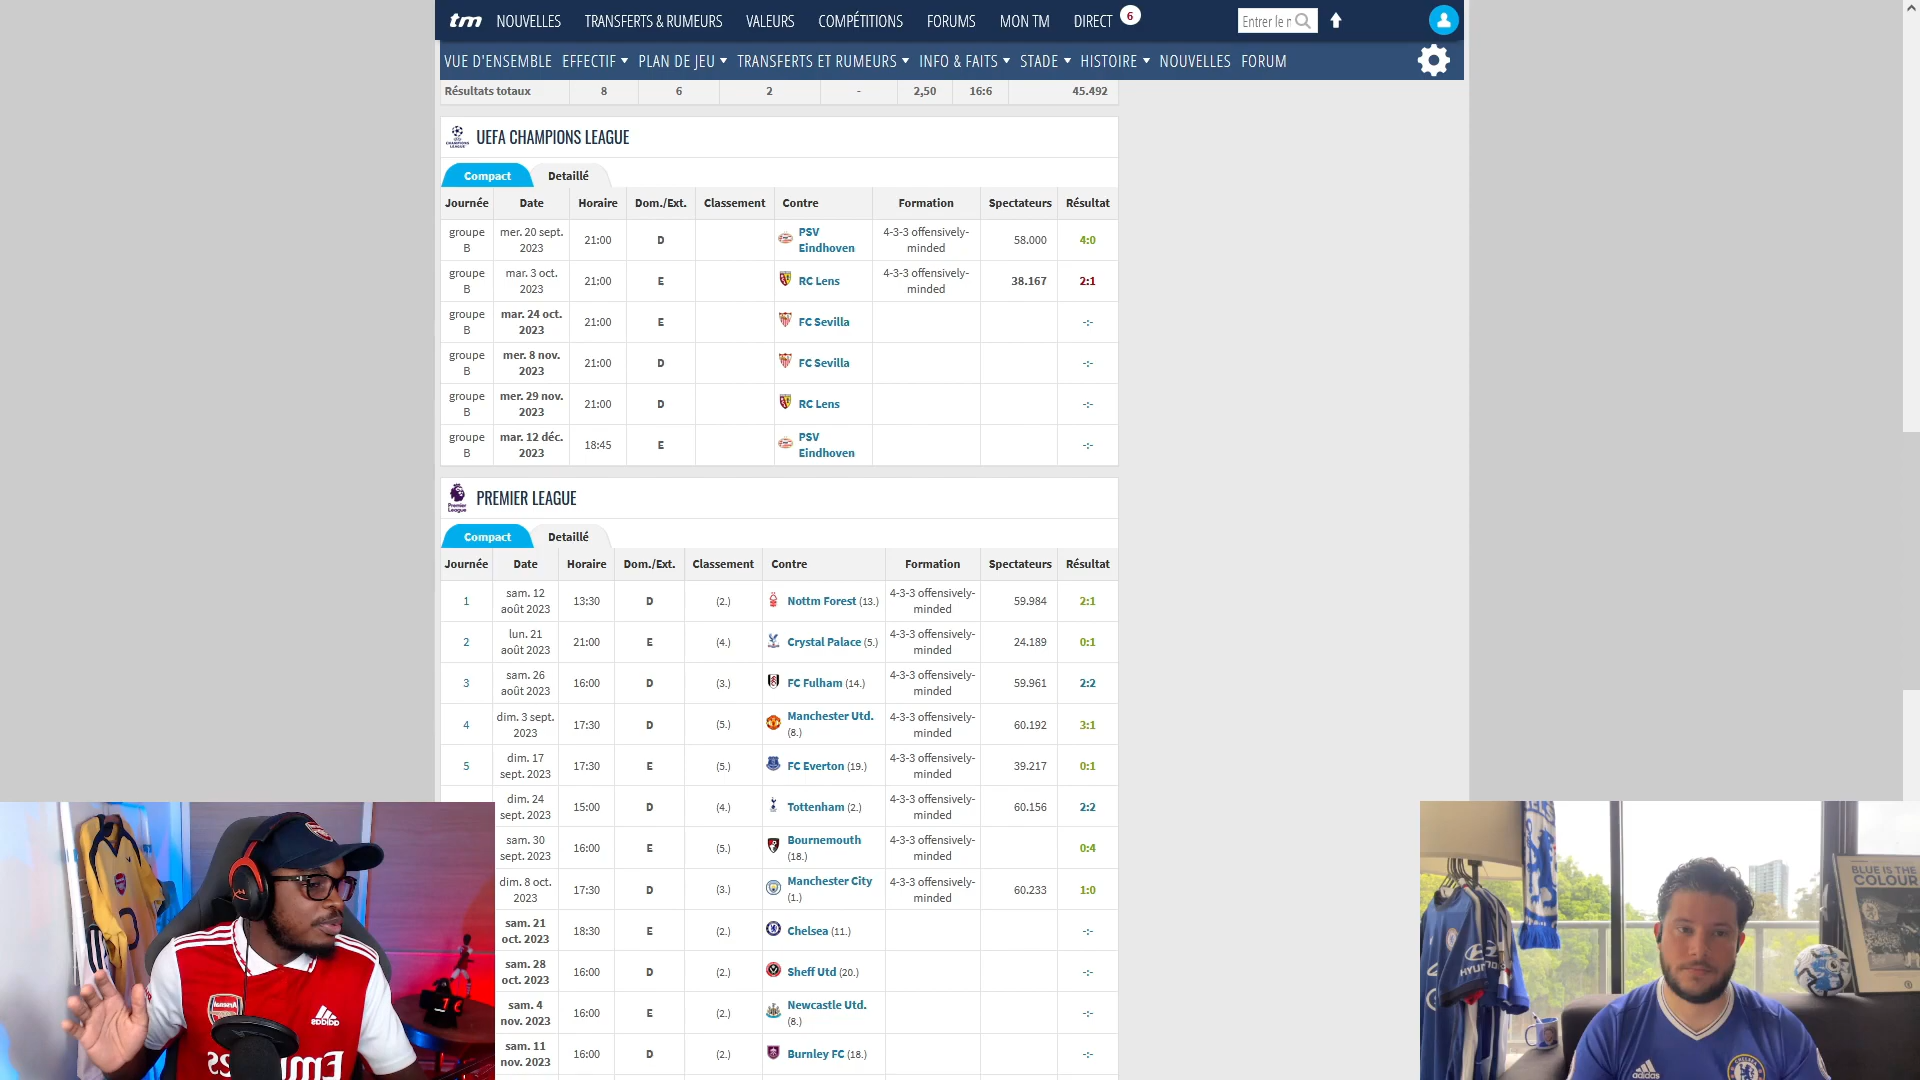 tm NOUVELLES TRANSFERTS & RUMEURS VALEURS COMPÉTITIONS FORUMS MON TM DIRECT 6 Entrer le r
VUE D'ENSEMBLE EFFECTIF PLAN DE JEU TRANSFERTS ET RUMEURS INFO & FAITS STADE HISTOIRE NOUVELLES FORUM
Résultats totaux 8 6 2 - 2,50 16:6 45.492
UEFA CHAMPIONS LEAGUE
Compact Detaillé
Journée Date Horaire Dom./Ext. Classement Contre Formation Spectateurs Résultat
groupe B mer. 20 sept. 2023 21:00 D PSV Eindhoven 4-3-3 offensively-minded 58.000 4:0
groupe B mar. 3 oct. 2023 21:00 E RC Lens 4-3-3 offensively-minded 38.167 2:1
groupe B mar. 24 oct. 2023 21:00 E FC Sevilla -:-
groupe B mer. 8 nov. 2023 21:00 D FC Sevilla -:-
groupe B mer. 29 nov. 2023 21:00 D RC Lens -:-
groupe B mar. 12 déc. 2023 18:45 E PSV Eindhoven -:-
PREMIER LEAGUE
Compact Detaillé
Journée Date Horaire Dom./Ext. Classement Contre Formation Spectateurs Résultat
1 sam. 12 août 2023 13:30 D (2.) Nottm Forest (13.) 4-3-3 offensively-minded 59.984 2:1
2 lun. 21 août 2023 21:00 E (4.) Crystal Palace (5.) 4-3-3 offensively-minded 24.189 0:1
3 sam. 26 août 2023 16:00 D (3.) FC Fulham (14.) 4-3-3 offensively-minded 59.961 2:2
4 dim. 3 sept. 2023 17:30 D (5.) Manchester Utd. (8.) 4-3-3 offensively-minded 60.192 3:1
5 dim. 17 sept. 2023 17:30 E (5.) FC Everton (19.) 4-3-3 offensively-minded 39.217 0:1
dim. 24 sept. 2023 15:00 D (4.) Tottenham (2.) 4-3-3 offensively-minded 60.156 2:2
sam. 30 sept. 2023 16:00 E (5.) Bournemouth (18.) 4-3-3 offensively-minded 0:4
dim. 8 oct. 2023 17:30 D (3.) Manchester City (1.) 4-3-3 offensively-minded 60.233 1:0
sam. 21 oct. 2023 18:30 E (2.) Chelsea (11.) -:-
sam. 28 oct. 2023 16:00 D (2.) Sheff Utd (20.) -:-
sam. 4 nov. 2023 16:00 E (2.) Newcastle Utd. (8.) -:-
sam. 11 nov. 2023 16:00 D (2.) Burnley FC (18.) -:-
Arsenal
adidas
BLUE IS THE
COLOUR
adidas